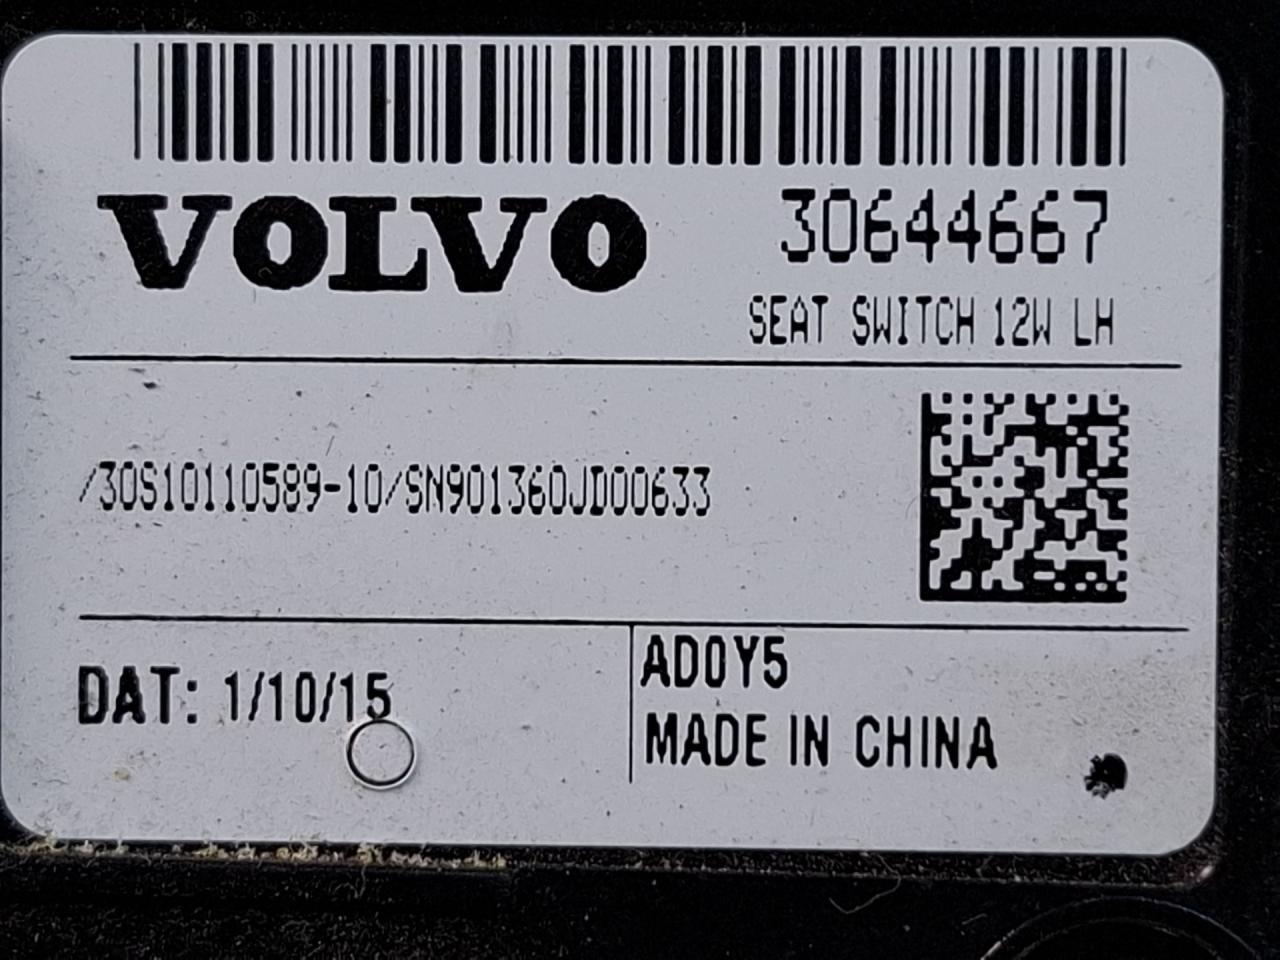 VOLVO
30644667
SEAT SWITCH 12W LH
/30S10110589-10/SN901360JD00633
DAT: 1/10/15
AD0Y5
MADE IN CHINA